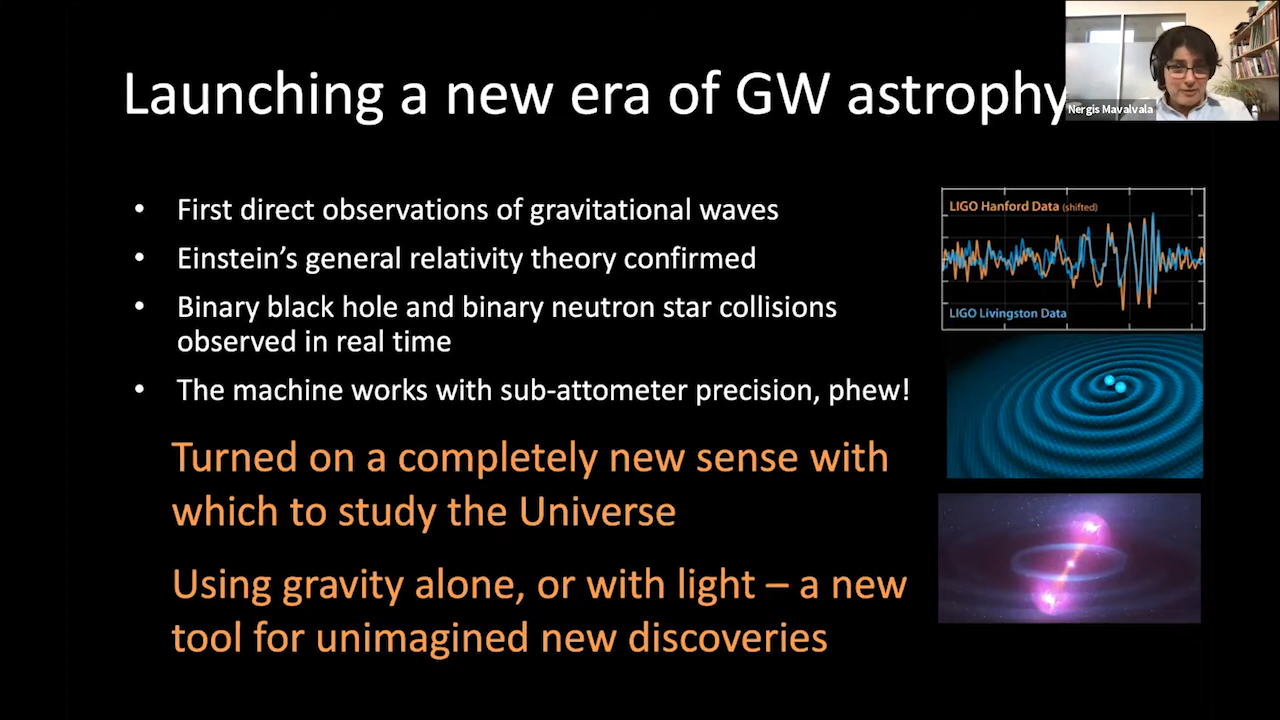 Launching a new era of GW astrophy
Nergis Mavalvala
• First direct observations of gravitational waves
• Einstein’s general relativity theory confirmed
• Binary black hole and binary neutron star collisions
observed in real time
• The machine works with sub-attometer precision, phew!
Turned on a completely new sense with
which to study the Universe
Using gravity alone, or with light – a new
tool for unimagined new discoveries
LIGO Hanford Data (shifted)
LIGO Livingston Data